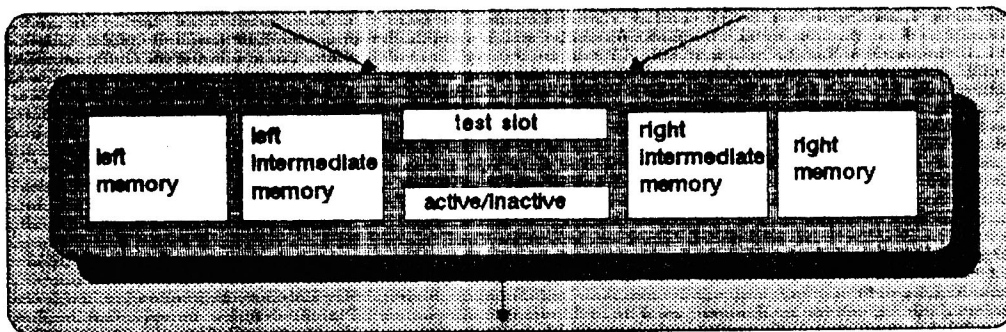 left
memory
left
intermediate
memory
test slot
active/inactive
right
intermediate
memory
right
memory